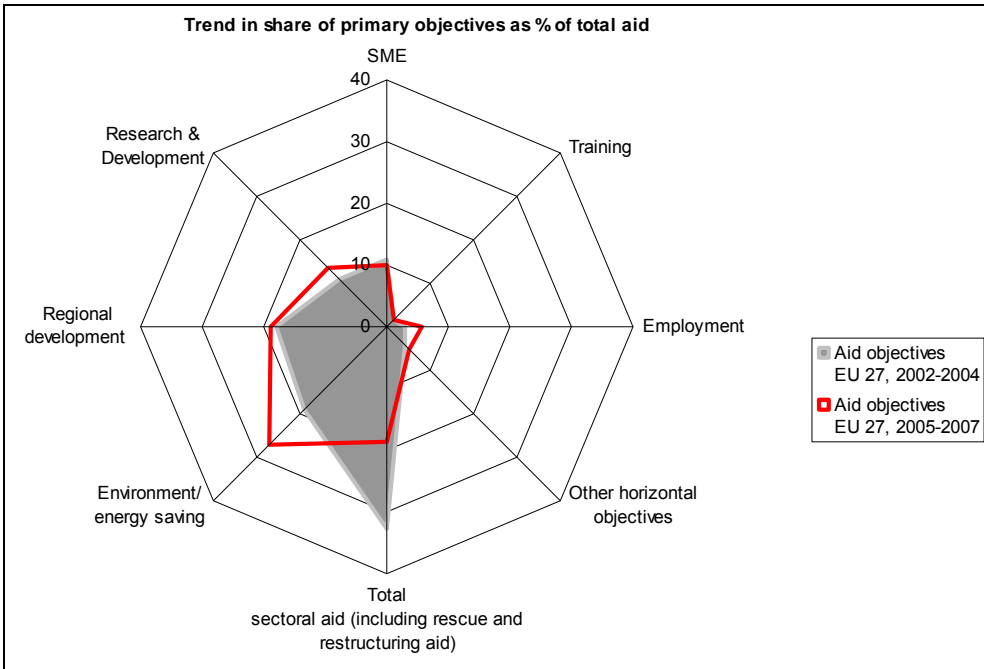 Trend in share of primary objectives as % of total aid
SME
40
30
20
10
0
Research &
Development
Training
Regional
development
Employment
Environment/
energy saving
Other horizontal
objectives
Total
sectoral aid (including rescue and
restructuring aid)
Aid objectives
EU 27, 2002-2004
Aid objectives
EU 27, 2005-2007